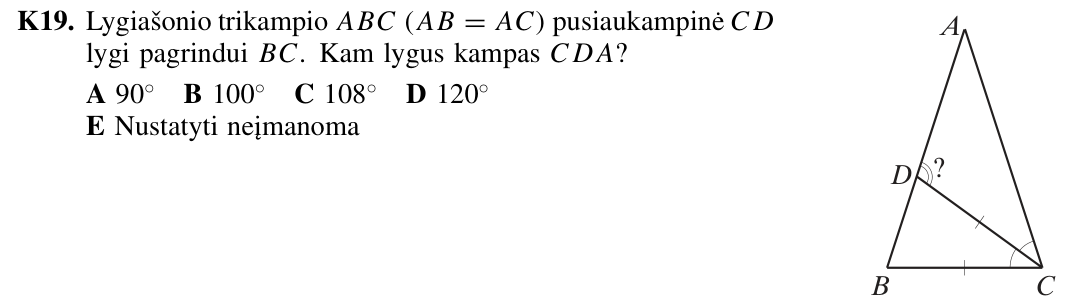 K19. Lygiašonio trikampio ABC (AB = AC) pusiaukampinė CD
lygi pagrindui BC. Kam lygus kampas CDA?
A 90° B 100° C 108° D 120°
E Nustatyti neįmanoma
A
D ?
B C